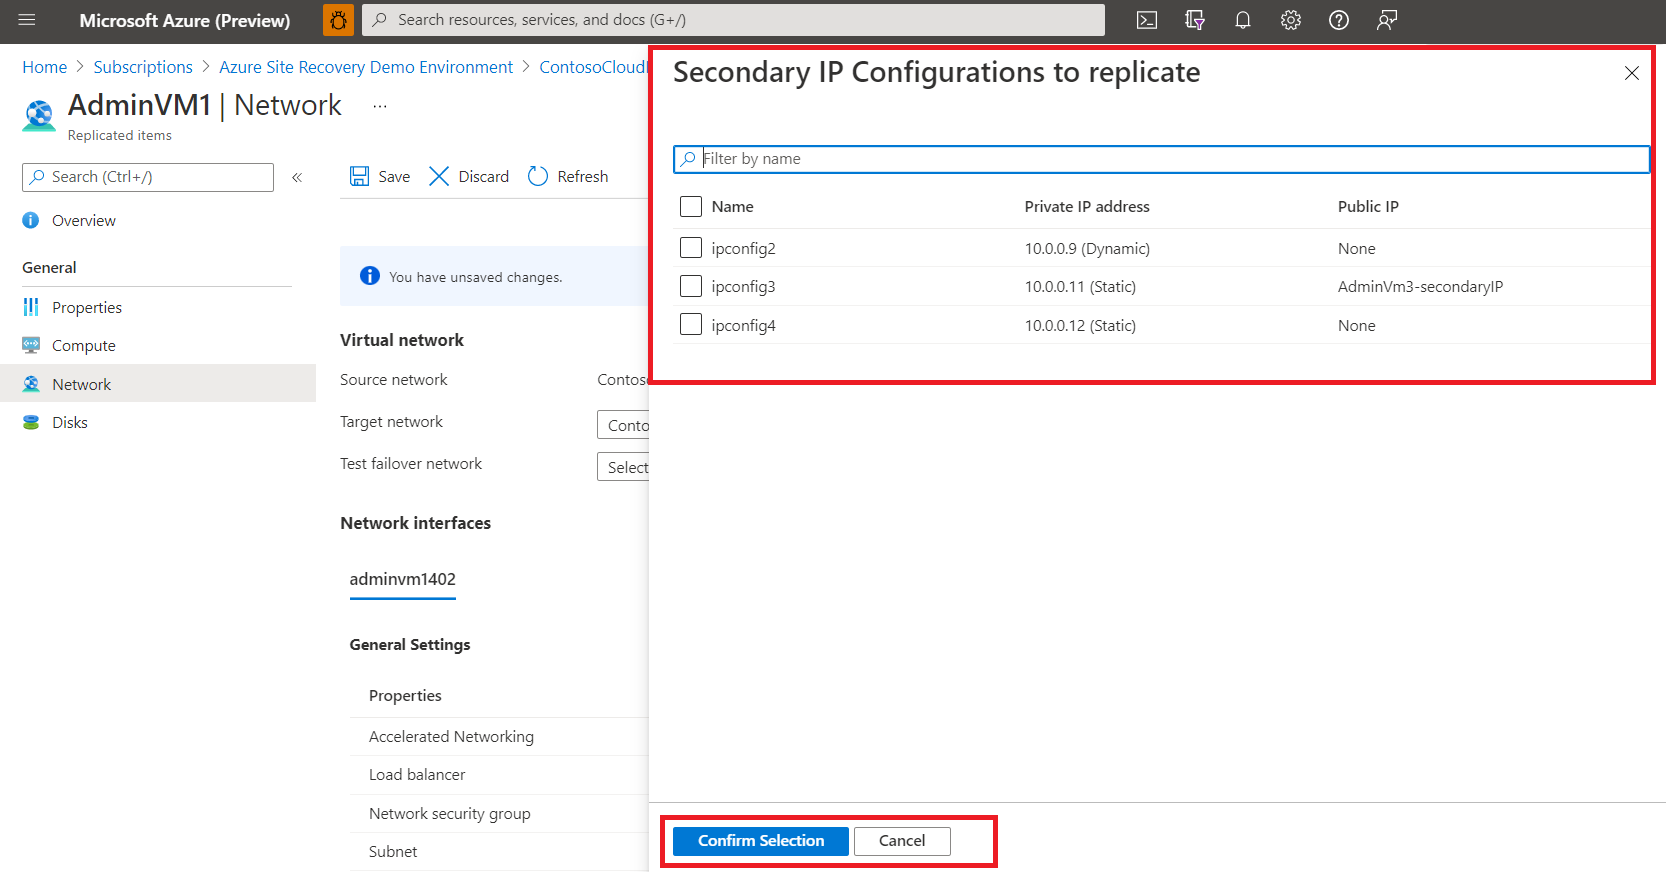 Microsoft Azure (Preview)
Search resources, services, and docs (G+/)
Home > Subscriptions > Azure Site Recovery Demo Environment > ContosoCloud
AdminVM1 | Network ...
Replicated items
Search (Ctrl+/)
«
Overview
General
Properties
Compute
Network
Disks
Save
Discard
Refresh
You have unsaved changes.
Virtual network
Source network
Conto
Target network
Conto
Test failover network
Select
Network interfaces
adminvm1402
General Settings
Properties
Accelerated Networking
Load balancer
Network security group
Subnet
Secondary IP Configurations to replicate
Filter by name
Name Private IP address Public IP
ipconfig2 10.0.0.9 (Dynamic) None
ipconfig3 10.0.0.11 (Static) AdminVm3-secondaryIP
ipconfig4 10.0.0.12 (Static) None
Confirm Selection Cancel